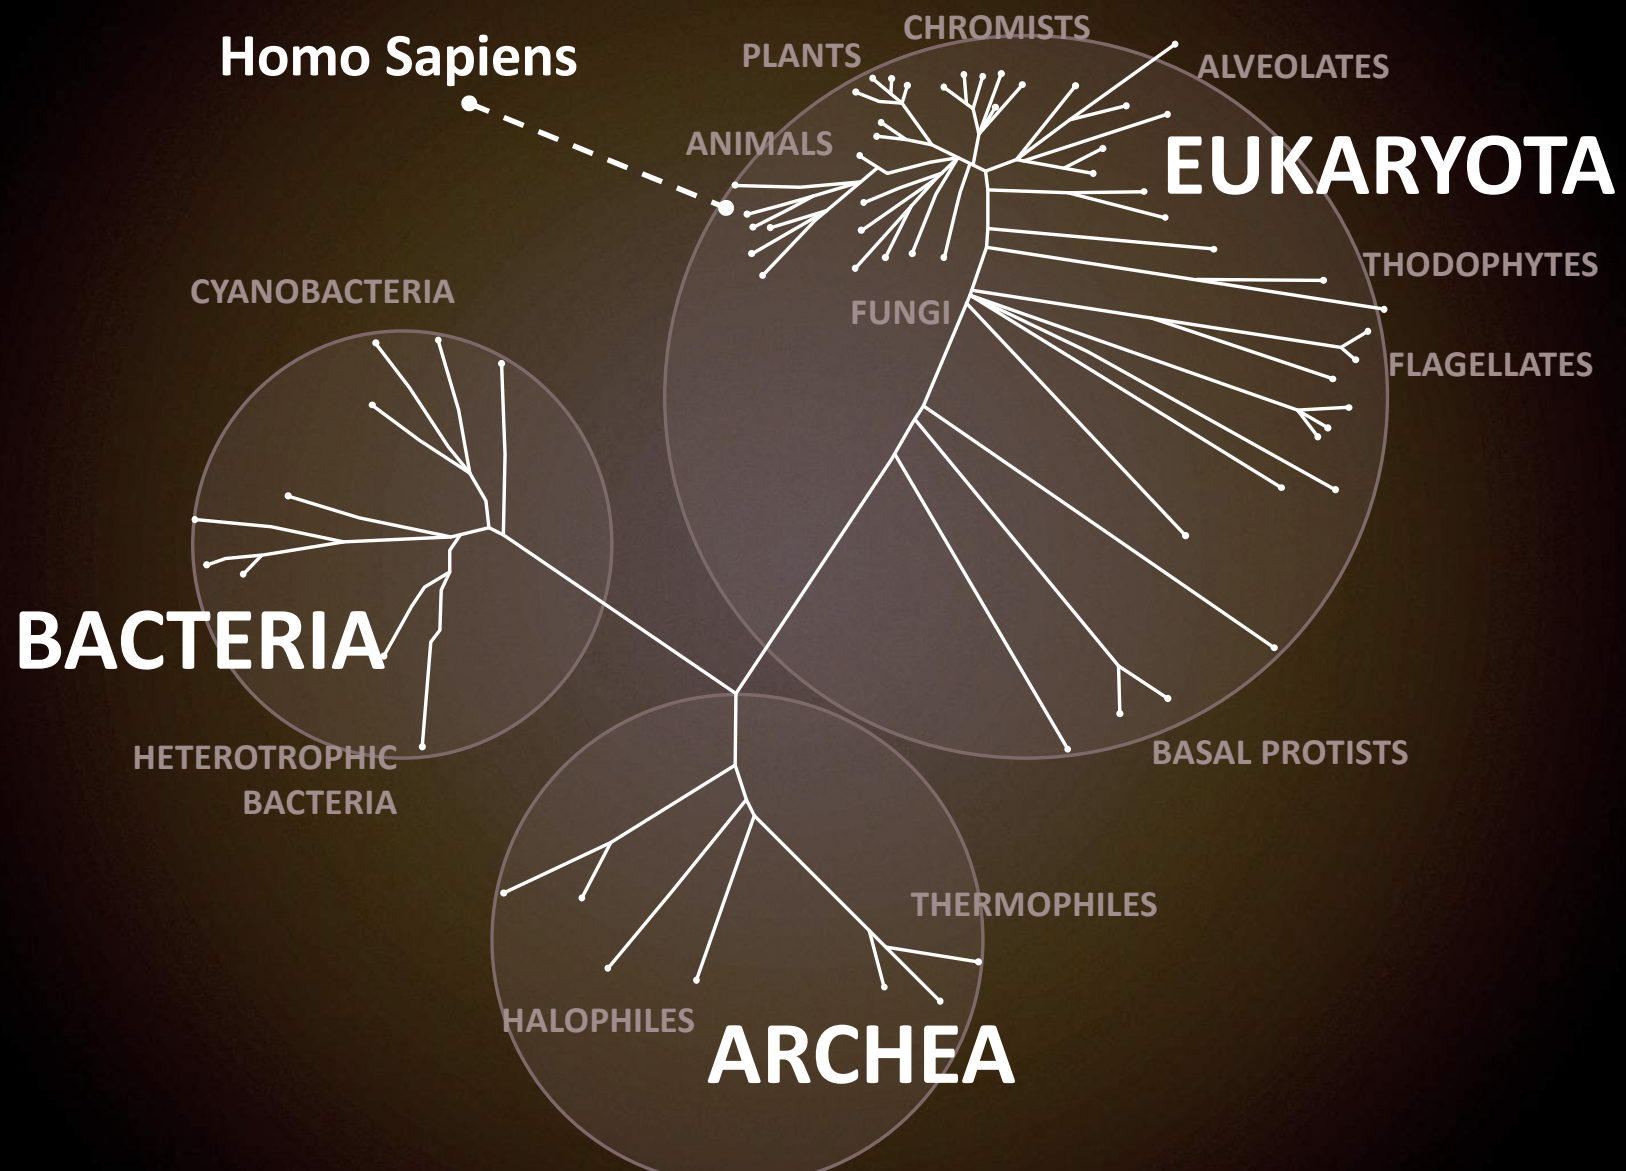 CHROMISTS
Homo Sapiens
PLANTS
ALVEOLATES
ANIMALS
EUKARYOTA
THODOPHYTES
CYANOBACTERIA
FUNGI
FLAGELLATES
BACTERIA
BASAL PROTISTS
HETEROTROPHIC
BACTERIA
THERMOPHILES
HALOPHILES
ARCHEA